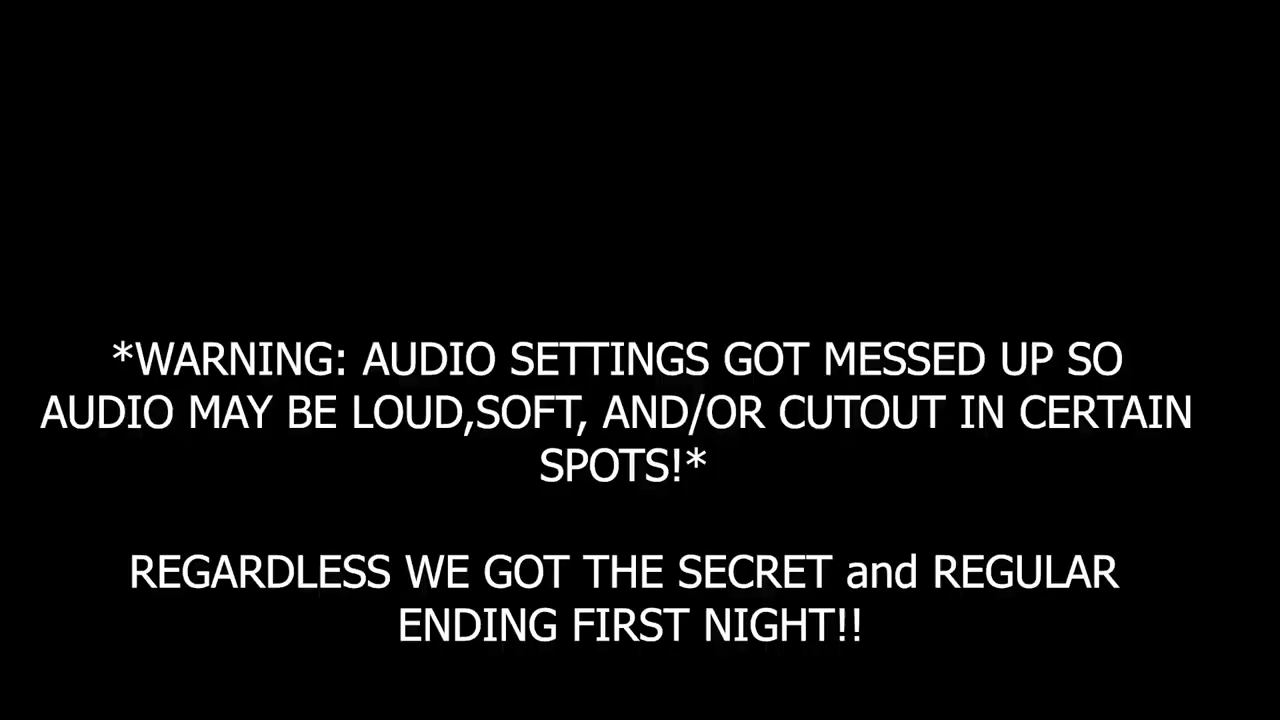 *WARNING: AUDIO SETTINGS GOT MESSED UP SO
AUDIO MAY BE LOUD,SOFT, AND/OR CUTOUT IN CERTAIN
SPOTS!*
REGARDLESS WE GOT THE SECRET and REGULAR
ENDING FIRST NIGHT!!